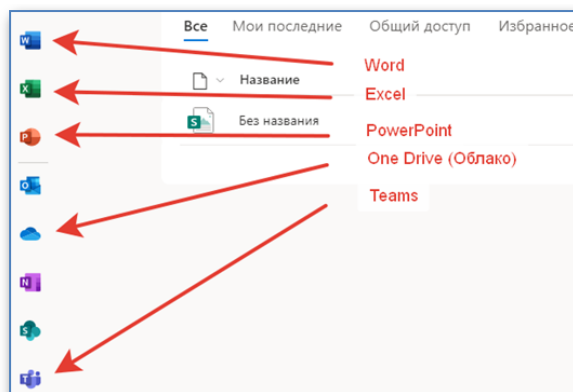 Все Мои последние Общий доступ Избранное
Word
Название
Excel
Без названия
PowerPoint
One Drive (Облако)
Teams